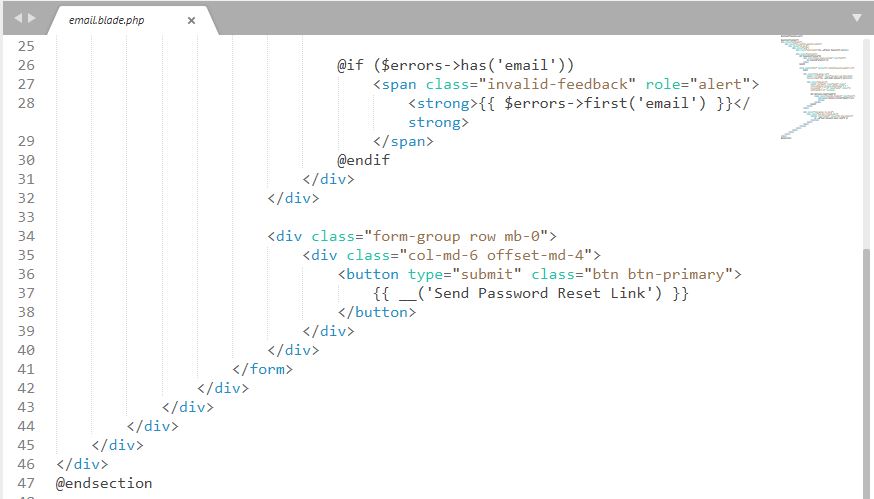 email.blade.php ×
25
26 @if ($errors->has('email'))
27 <span class="invalid-feedback" role="alert">
28 <strong>{{ $errors->first('email') }}</
strong>
29 </span>
30 @endif
31 </div>
32 </div>
33
34 <div class="form-group row mb-0">
35 <div class="col-md-6 offset-md-4">
36 <button type="submit" class="btn btn-primary">
37 {{ __('Send Password Reset Link') }}
38 </button>
39 </div>
40 </div>
41 </form>
42 </div>
43 </div>
44 </div>
45 </div>
46 </div>
47 @endsection